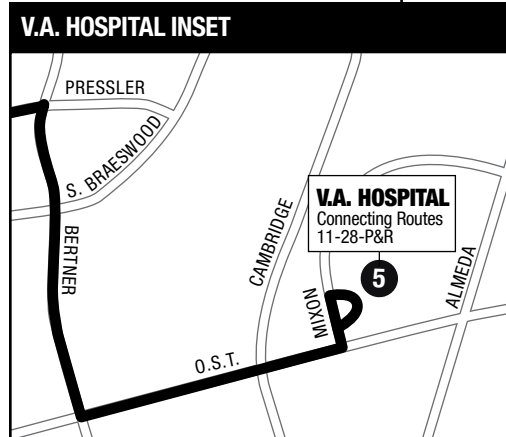 V.A. HOSPITAL INSET
PRESSLER
S. BRAESWOOD
BERTNER
CAMBRIDGE
V.A. HOSPITAL
Connecting Routes
11-28-P&R
5
ALMEDA
MIXON
O.S.T.